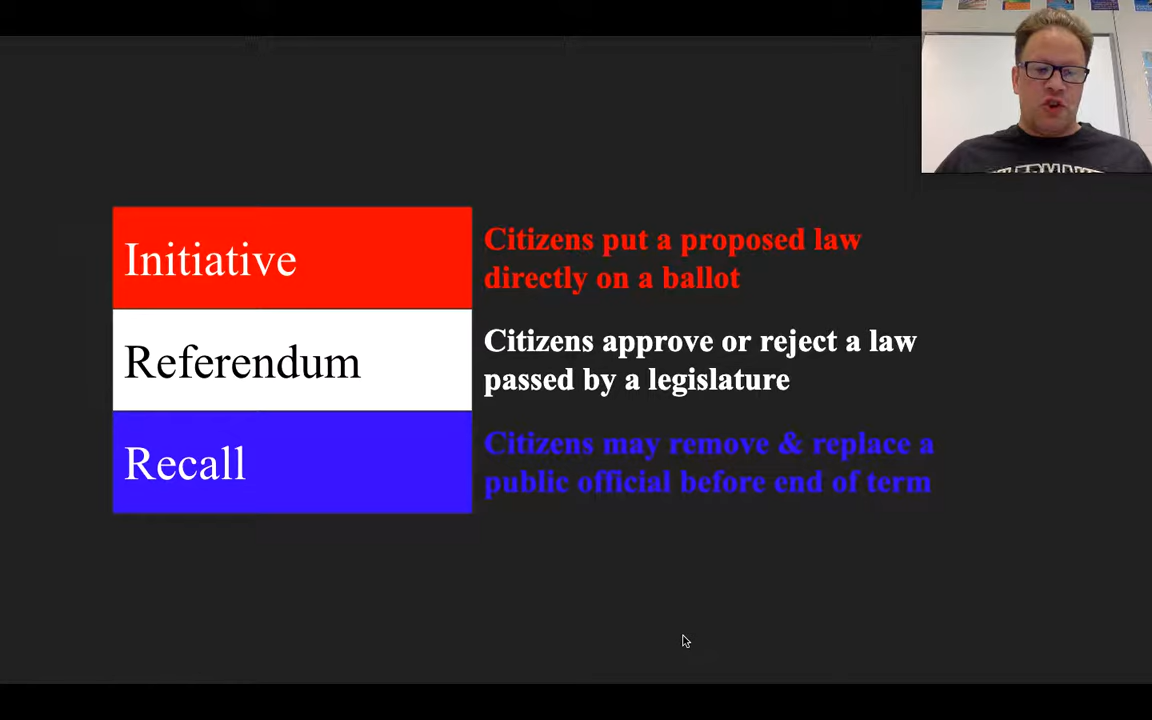 Initiative
Citizens put a proposed law
directly on a ballot
Referendum
Citizens approve or reject a law
passed by a legislature
Recall
Citizens may remove & replace a
public official before end of term